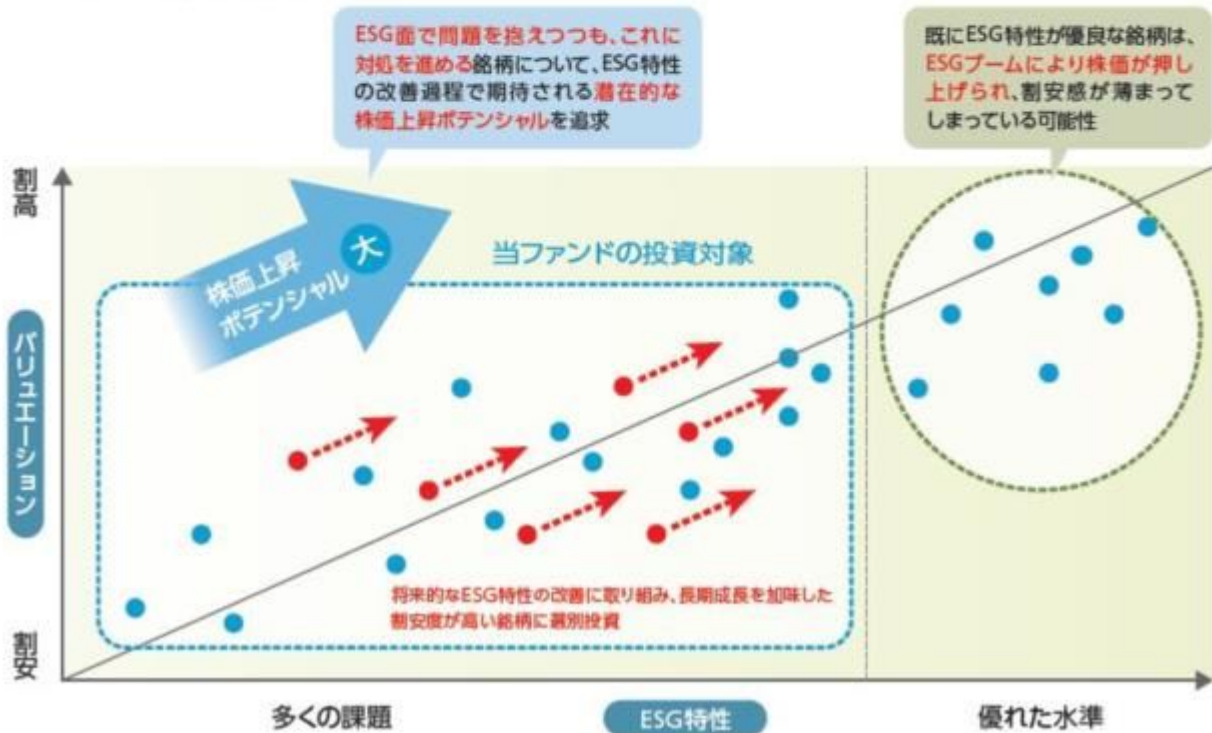 ESG面で問題を抱えつつも、これに
対処を進める銘柄について、ESG特性
の改善過程で期待される潜在的な
株価上昇ポテンシャルを追求
既にESG特性が優良な銘柄は、
ESGブームにより株価が押し
上げられ、割安感が薄まって
しまっている可能性
割高
株価上昇
ポテンシャル
大
当ファンドの投資対象
バリュエーション
将来的なESG特性の改善に取り組み、長期成長を加味した
割安度が高い銘柄に選別投資
割安
多くの課題
ESG特性
優れた水準